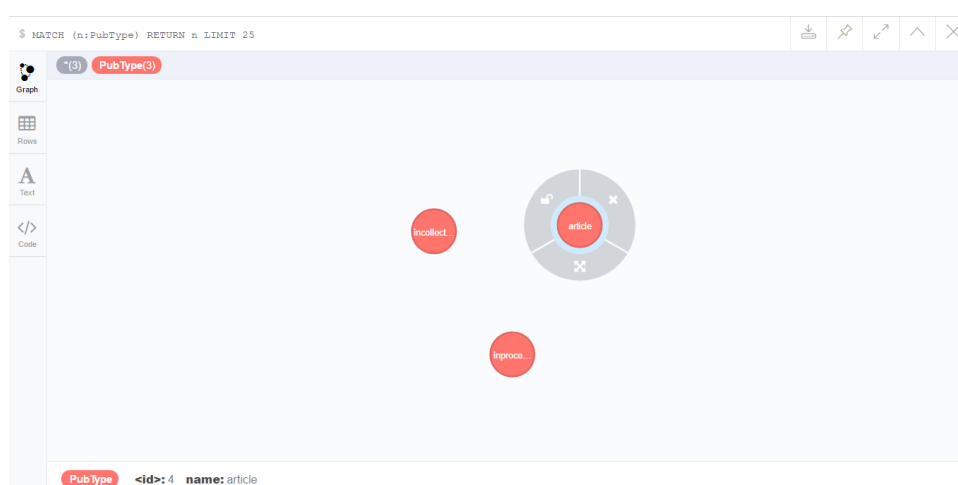 $ MATCH (n:PubType) RETURN n LIMIT 25
*(3) PubType(3)
Graph
Rows
A
Text
</>
Code
incollect...
article
inproce...
PubType <id>: 4 name: article